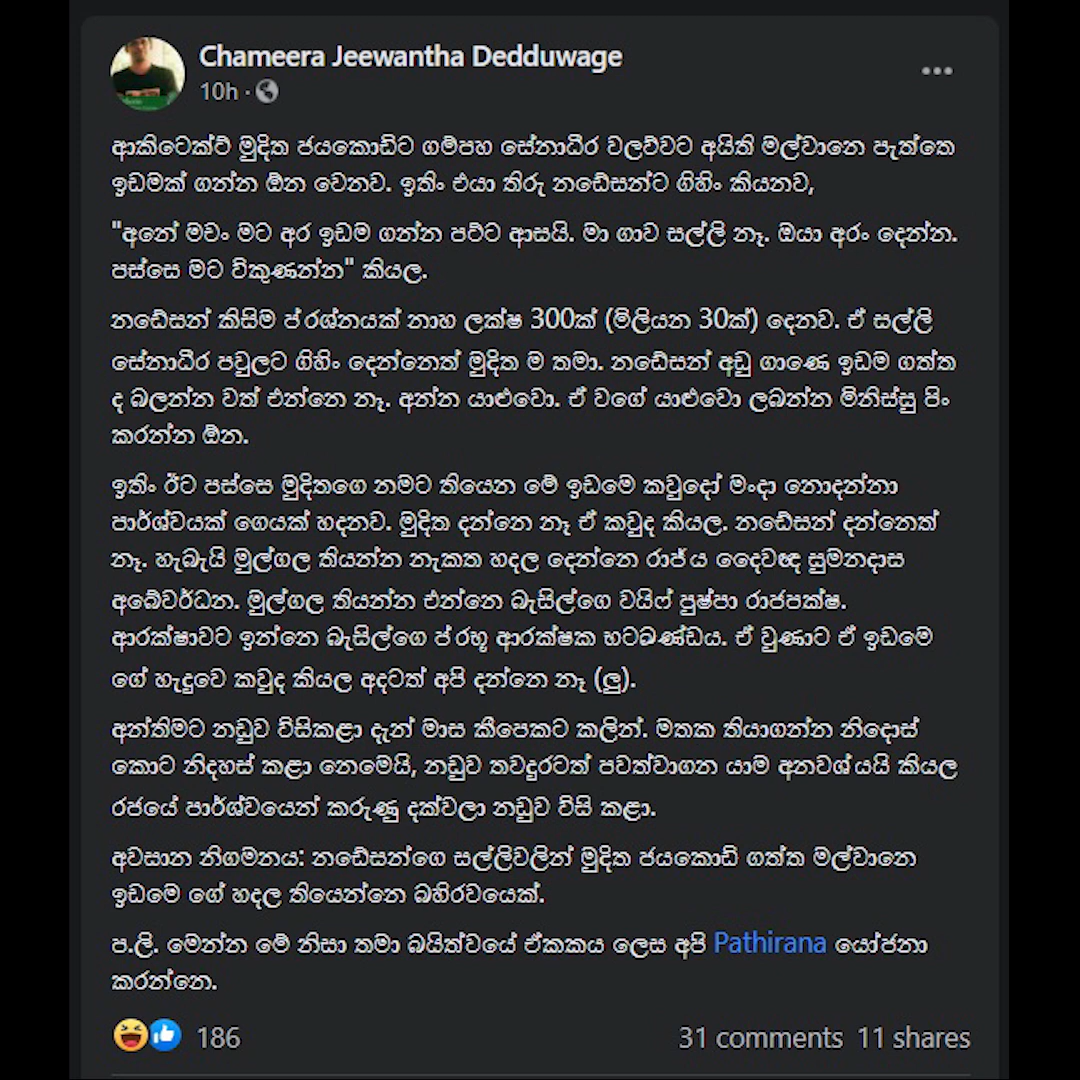 Chameera Jeewantha Dedduwage
10h ·
ආකිටෙක්ට් මුදිත ජයකොඩිට ගම්පහ සේනාධීර වලව්වට අයිති මල්වානෙ පැත්තෙ
ඉඩමක් ගන්න ඕන වෙනව. ඉතිං එයා තිරු නඩේසන්ට ගිහිං කියනව,
"අනේ මචං මට අර ඉඩම ගන්න පට්ට ආසයි. මා ගාව සල්ලි නෑ. ඔයා අරං දෙන්න.
පස්සෙ මට විකුණන්න" කියල.
නඩේසන් කිසිම ප්‍රශ්නයක් නාහ ලක්ෂ 300ක් (මිලියන 30ක්) දෙනව. ඒ සල්ලි
සේනාධීර පවුලට ගිහිං දෙන්නෙත් මුදිත ම තමා. නඩේසන් අඩු ගාණෙ ඉඩම ගත්ත
ද බලන්න වත් එන්නෙ නෑ. අන්න යාළුවො. ඒ වගේ යාළුවො ලබන්න මිනිස්සු පිං
කරන්න ඕන.
ඉතිං ඊට පස්සෙ මුදිතගෙ නමට තියෙන මේ ඉඩමෙ කවුදෝ මංදා නොදන්නා
පාර්ශ්වයක් ගෙයක් හදනව. මුදිත දන්නෙ නෑ ඒ කවුද කියල. නඩේසන් දන්නෙත්
නෑ. හැබැයි මුල්ගල තියන්න නැකත හදල දෙන්නෙ රාජ්‍ය දෛවඥ සුමනදාස
අබේවර්ධන. මුල්ගල තියන්න එන්නෙ බැසිල්ගෙ වයිෆ් පුෂ්පා රාජපක්ෂ.
ආරක්ෂාවට ඉන්නෙ බැසිල්ගෙ ප්‍රභූ ආරක්ෂක භටඛණ්ඩය. ඒ වුණාට ඒ ඉඩමෙ
ගේ හැදුවෙ කවුද කියල අදටත් අපි දන්නෙ නෑ (ලු).
අන්තිමට නඩුව විසිකළා දැන් මාස කීපෙකට කලින්. මතක තියාගන්න නිදොස්
කොට නිදහස් කළා නෙමෙයි, නඩුව තවදුරටත් පවත්වාගන යාම අනවශ්‍යයි කියල
රජයේ පාර්ශ්වයෙන් කරුණු දක්වලා නඩුව විසි කළා.
අවසාන නිගමනය: නඩේසන්ගෙ සල්ලිවලින් මුදිත ජයකොඩි ගත්ත මල්වානෙ
ඉඩමෙ ගේ හදල තියෙන්නෙ බහිරවයෙක්.
ප.ලි. මෙන්න මේ නිසා තමා බයිත්වයේ ඒකකය ලෙස අපි Pathirana යෝජනා
කරන්නෙ.
186
31 comments 11 shares